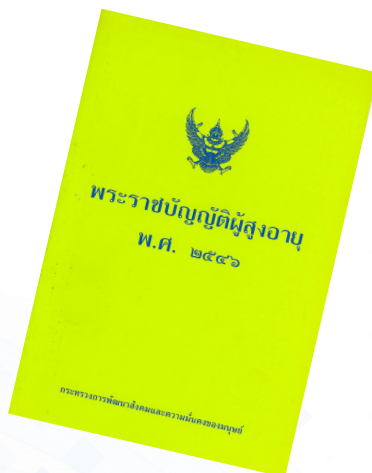 พระราชบัญญัติผู้สูงอายุ
พ.ศ. ๒๕๔๖
กระทรวงการพัฒนาสังคมและความมั่นคงของมนุษย์